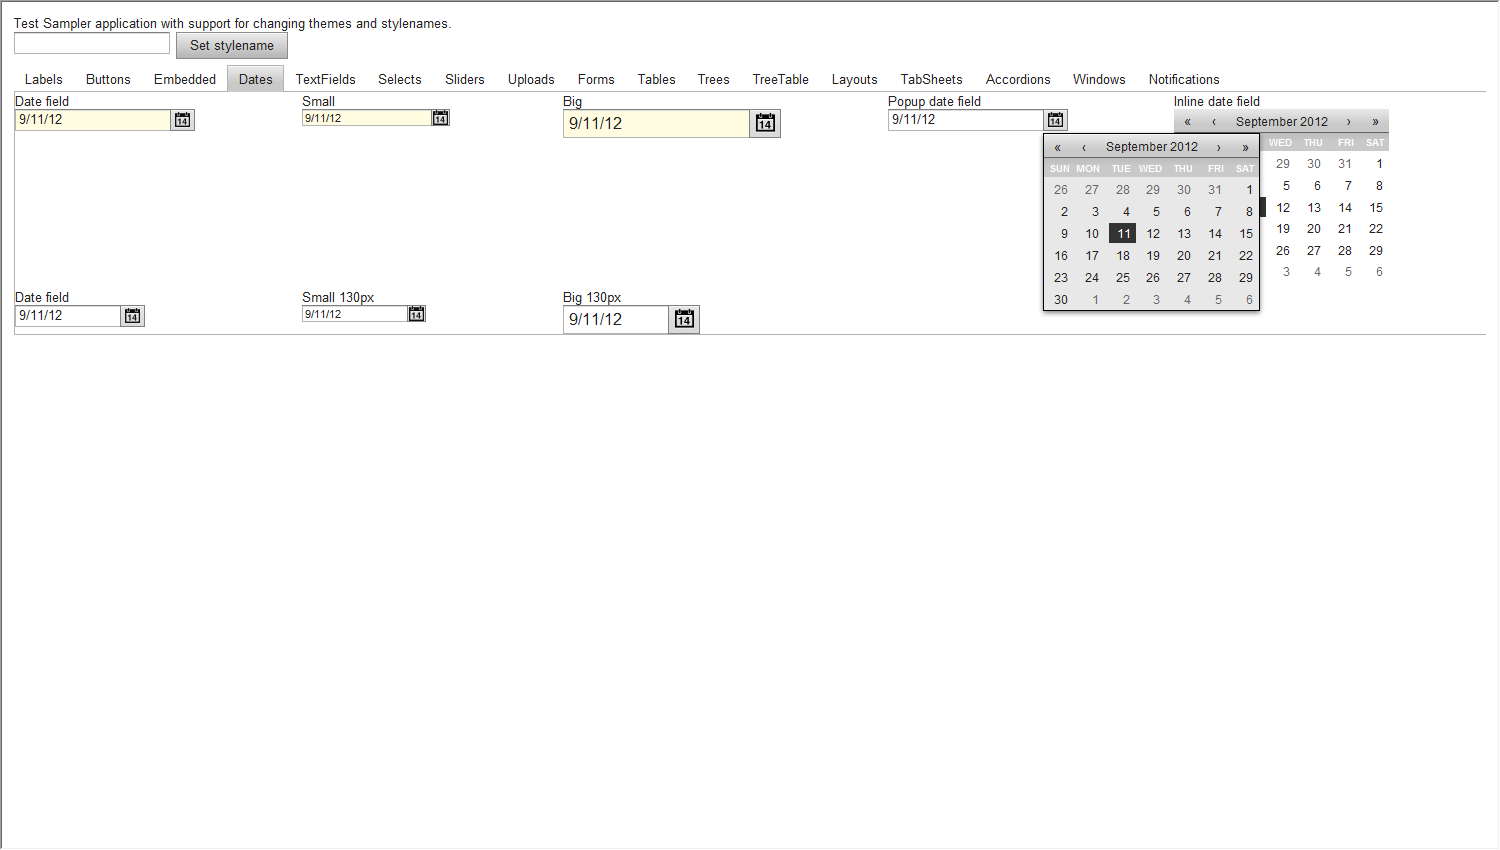 Test Sampler application with support for changing themes and stylenames.
Set stylename
Labels Buttons Embedded Dates TextFields Selects Sliders Uploads Forms Tables Trees TreeTable Layouts TabSheets Accordions Windows Notifications
Date field Small Big Popup date field Inline date field
9/11/12 14 9/11/12 14 9/11/12 14 9/11/12 14 « ‹ September 2012 › »
« ‹ September 2012 › »
WED THU FRI SAT
SUN MON TUE WED THU FRI SAT
29 30 31 1
26 27 28 29 30 31 1
5 6 7 8
2 3 4 5 6 7 8
12 13 14 15
9 10 11 12 13 14 15
19 20 21 22
16 17 18 19 20 21 22
26 27 28 29
23 24 25 26 27 28 29
3 4 5 6
30 1 2 3 4 5 6
Date field Small 130px Big 130px
9/11/12 14 9/11/12 14 9/11/12 14